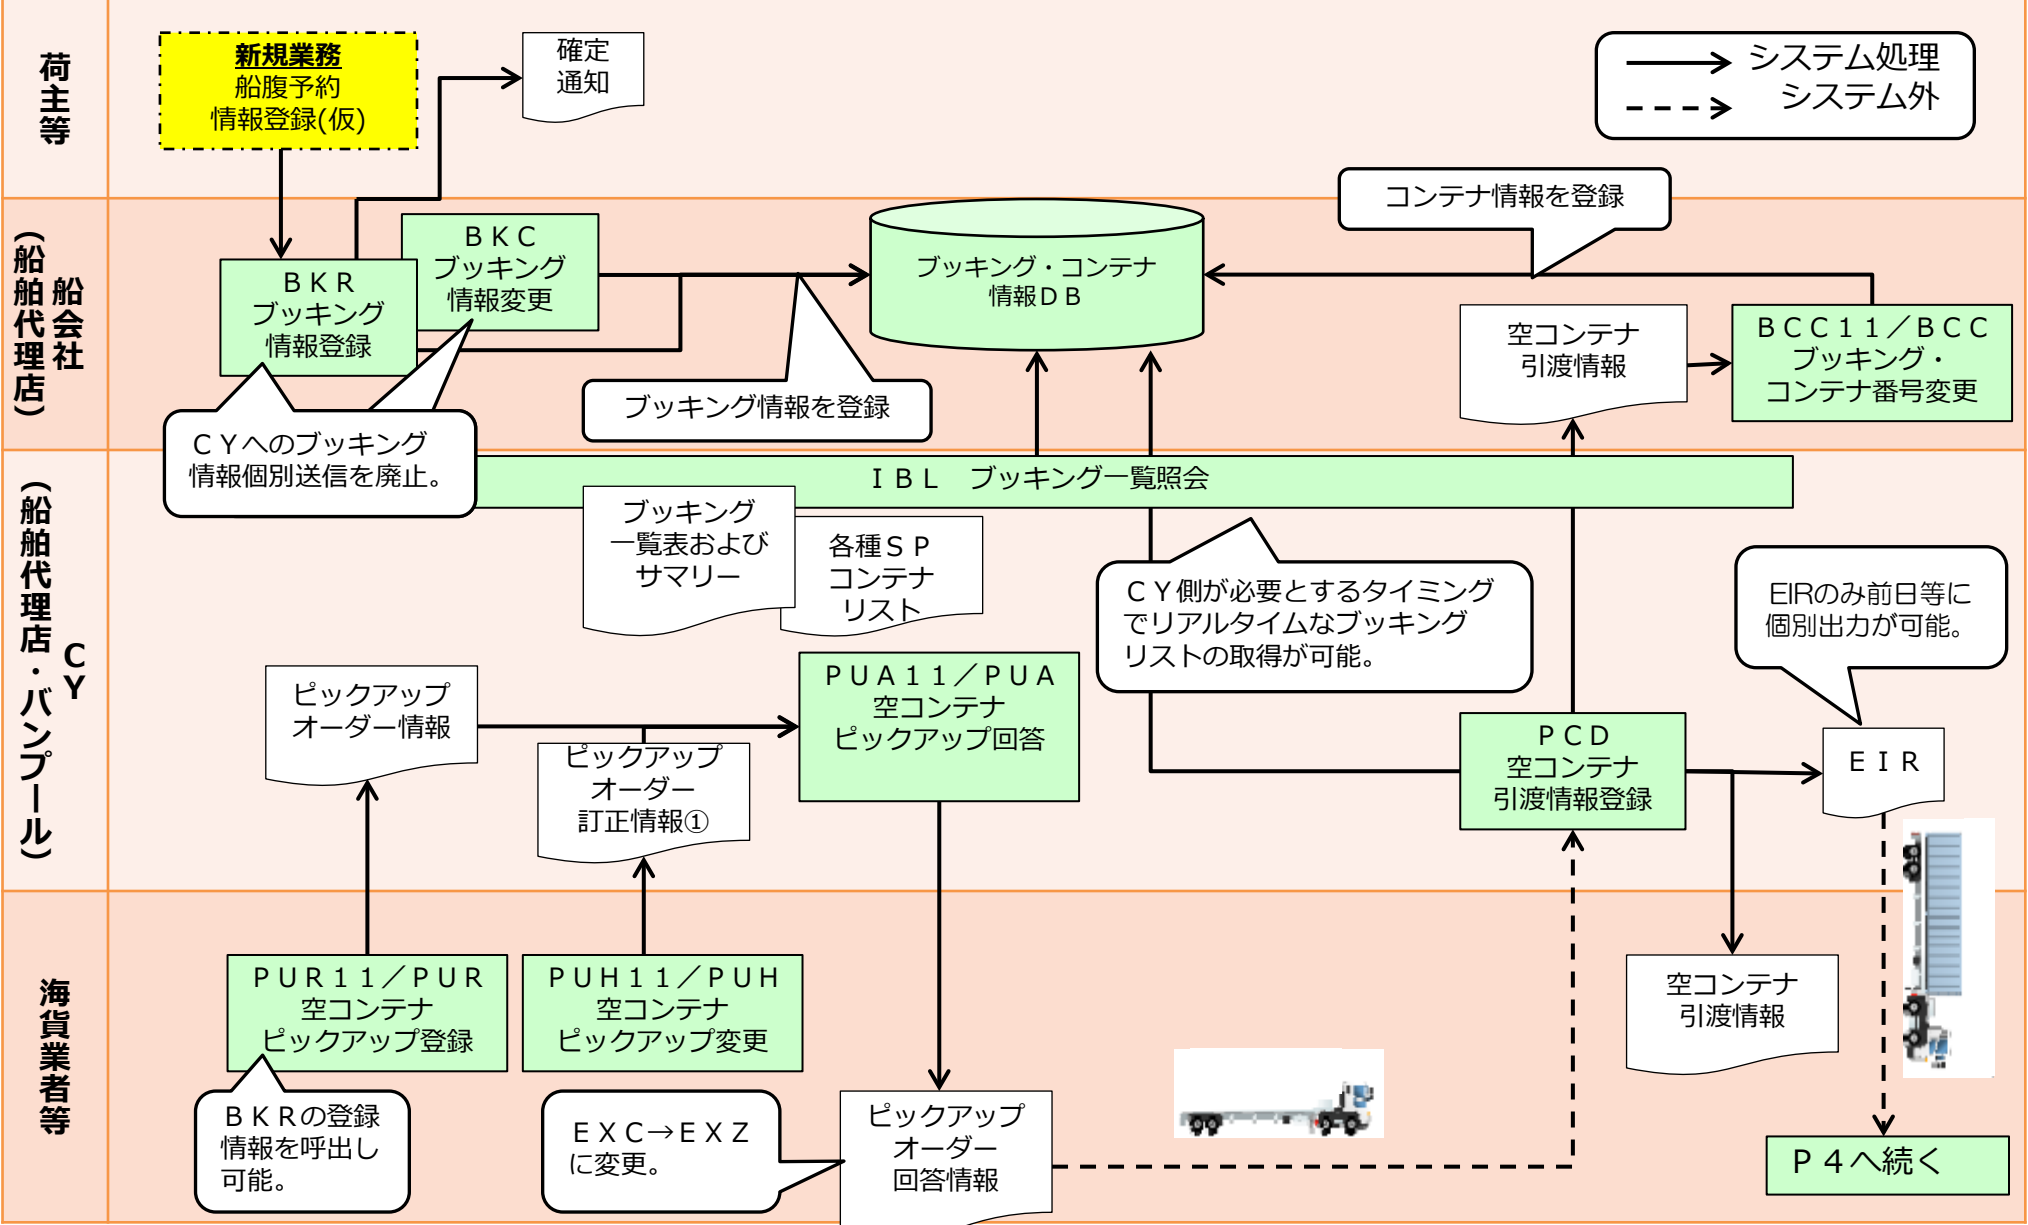 荷主等
新規業務
船腹予約
情報登録(仮)
確定
通知
システム処理
システム外
船会社
（船舶代理店）
ＢＫＣ
ブッキング
情報変更
ＢＫＲ
ブッキング
情報登録
ブッキング・コンテナ
情報ＤＢ
コンテナ情報を登録
空コンテナ
引渡情報
ＢＣＣ１１／ＢＣＣ
ブッキング・
コンテナ番号変更
ブッキング情報を登録
ＣＹへのブッキング
情報個別送信を廃止。
ＣＹ
（船舶代理店・バンプール）
ＩＢＬ　ブッキング一覧照会
ブッキング
一覧表および
サマリー
各種ＳＰ
コンテナ
リスト
ＣＹ側が必要とするタイミング
でリアルタイムなブッキング
リストの取得が可能。
EIRのみ前日等に
個別出力が可能。
ピックアップ
オーダー情報
ピックアップ
オーダー
訂正情報①
ＰＵＡ１１／ＰＵＡ
空コンテナ
ピックアップ回答
ＰＣＤ
空コンテナ
引渡情報登録
ＥＩＲ
海貨業者等
ＰＵＲ１１／ＰＵＲ
空コンテナ
ピックアップ登録
ＰＵＨ１１／ＰＵＨ
空コンテナ
ピックアップ変更
空コンテナ
引渡情報
ＢＫＲの登録
情報を呼出し
可能。
ＥＸＣ→ＥＸＺ
に変更。
ピックアップ
オーダー
回答情報
Ｐ４へ続く